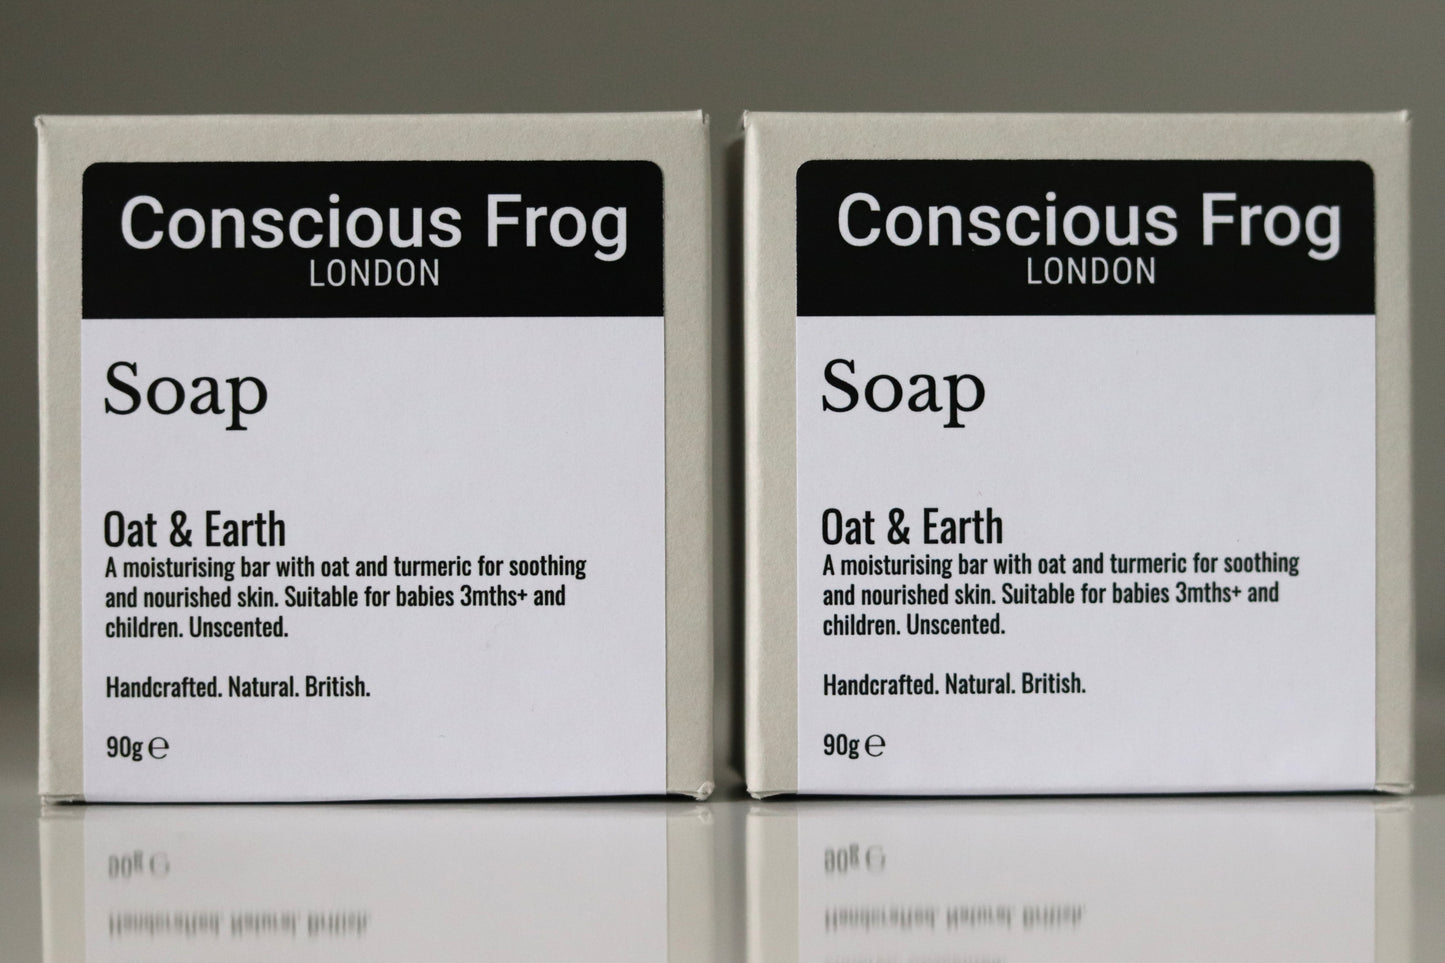 Conscious Frog
LONDON
Soap
Oat & Earth
A moisturising bar with oat and turmeric for soothing
and nourished skin. Suitable for babies 3mths+ and
children. Unscented.
Handcrafted. Natural. British.
90g ℮
Conscious Frog
LONDON
Soap
Oat & Earth
A moisturising bar with oat and turmeric for soothing
and nourished skin. Suitable for babies 3mths+ and
children. Unscented.
Handcrafted. Natural. British.
90g ℮